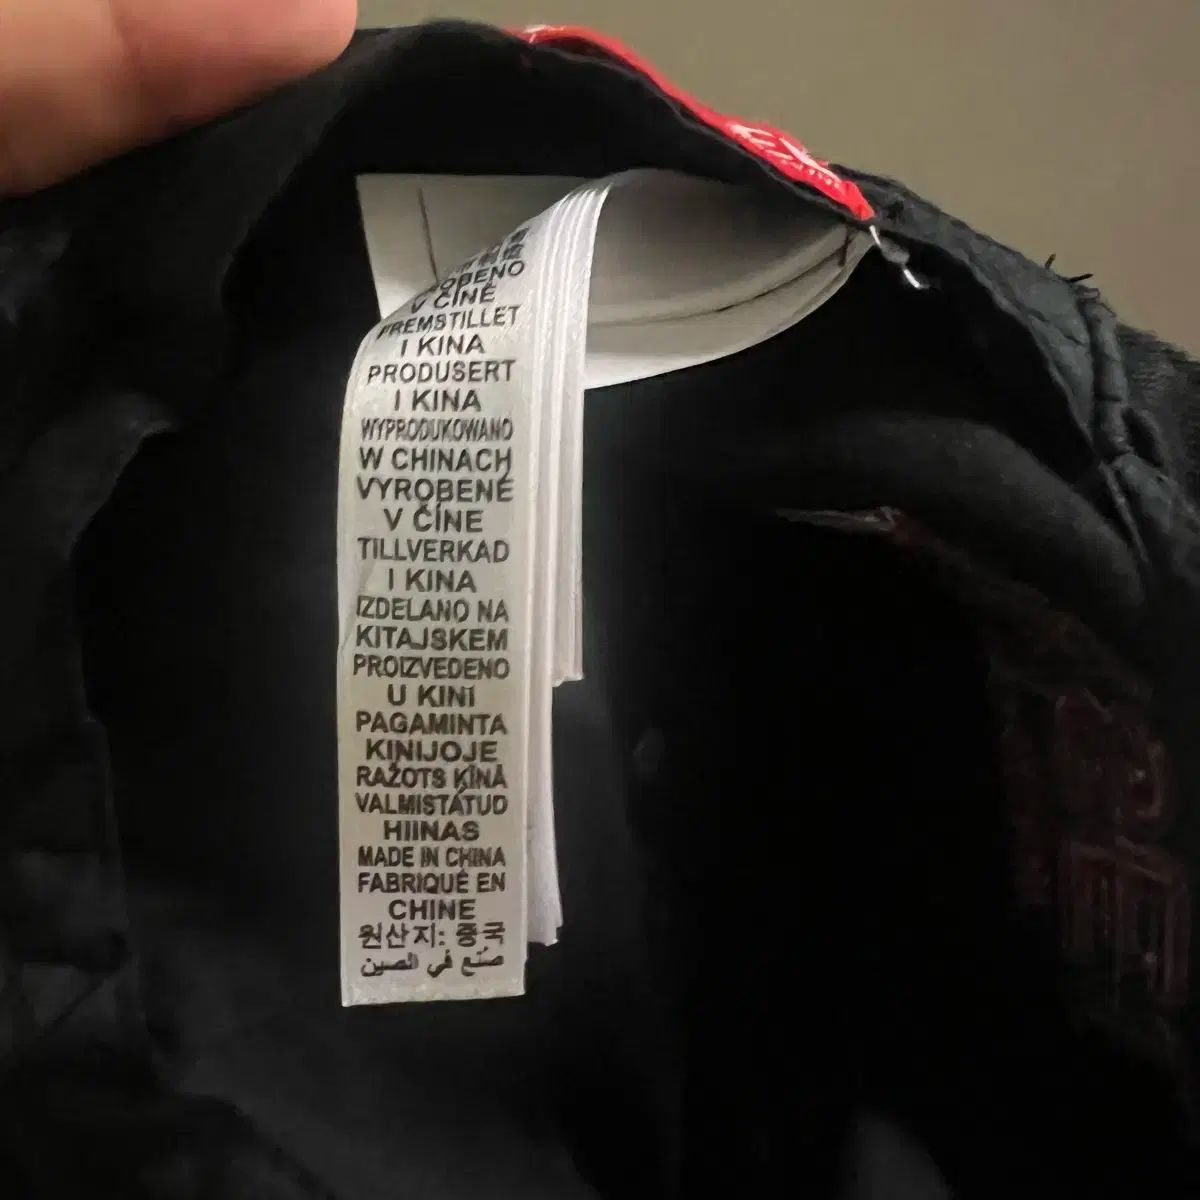 VYROBENO
V ČÍNĚ
FREMSTILLET
I KINA
PRODUSERT
I KINA
WYPRODUKOWANO
W CHINACH
VYROBENÉ
V ČÍNE
TILLVERKAD
I KINA
IZDELANO NA
KITAJSKEM
PROIZVEDENO
U KINI
PAGAMINTA
KINIJOJE
RAŽOTS ĶĪNĀ
VALMISTATUD
HIINAS
MADE IN CHINA
FABRIQUÉ EN
CHINE
원산지: 중국
صُنع في الصين